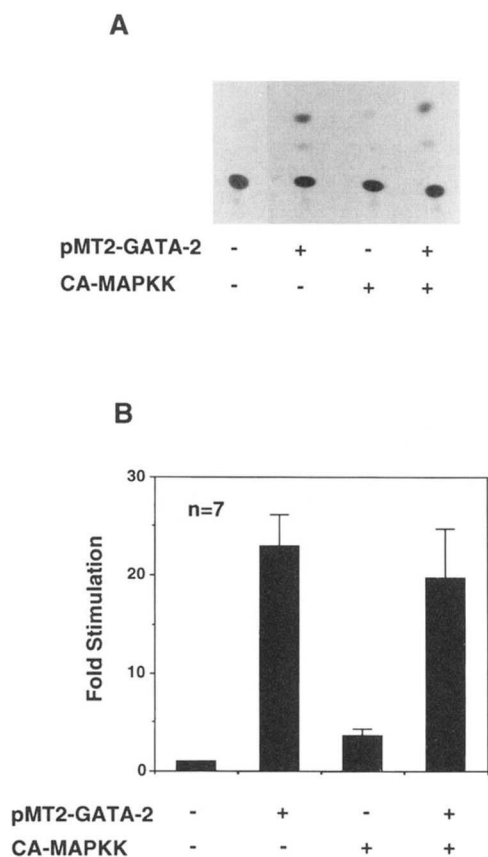 A
pMT2-GATA-2 - + - +
CA-MAPKK - - + +
B
30
n=7
20
Fold Stimulation
10
0
pMT2-GATA-2 - + - +
CA-MAPKK - - + +